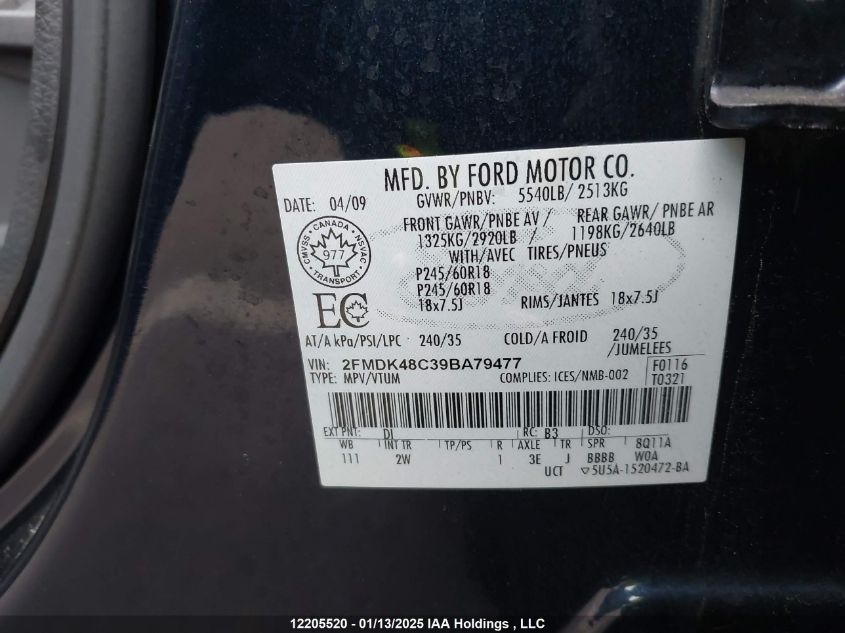 MFD. BY FORD MOTOR CO.
DATE: 04/09 GVWR/PNBV: 5540LB/ 2513KG
FRONT GAWR/PNBE AV / REAR GAWR/ PNBE AR
1325KG/2920LB 1198KG/2640LB
WITH/AVEC TIRES/PNEUS
CANADA
CMVSS NSVAC
977
TRANSPORT
P245/60R18
P245/60R18
18x7.5J RIMS/JANTES 18x7.5J
EC
AT/A kPa/PSI/LPC 240/35 COLD/A FROID 240/35
/JUMELEES
VIN: 2FMDK48C39BA79477 F0116
TYPE: MPV/VTUM COMPLIES: ICES/NMB-002 T0321
EXT PNT: DI RC: B3 DSO:
WB INT TR TP/PS R AXLE TR SPR 8Q11A
111 2W 1 3E J BBBB W0A
UCT 5U5A-1520472-BA
12205520 - 01/13/2025 IAA Holdings , LLC